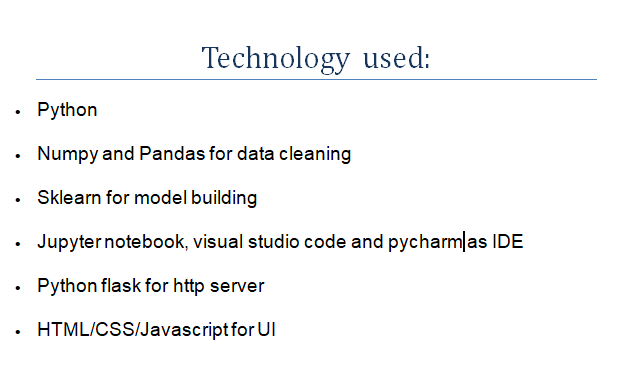 Technology used:
• Python
• Numpy and Pandas for data cleaning
• Sklearn for model building
• Jupyter notebook, visual studio code and pycharm as IDE
• Python flask for http server
• HTML/CSS/Javascript for UI